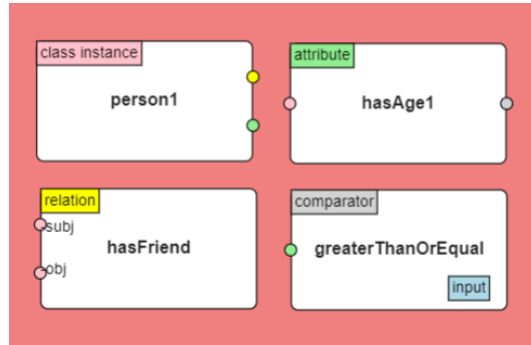 class instance
person1
attribute
hasAge1
relation
subj
hasFriend
obj
comparator
greaterThanOrEqual
input